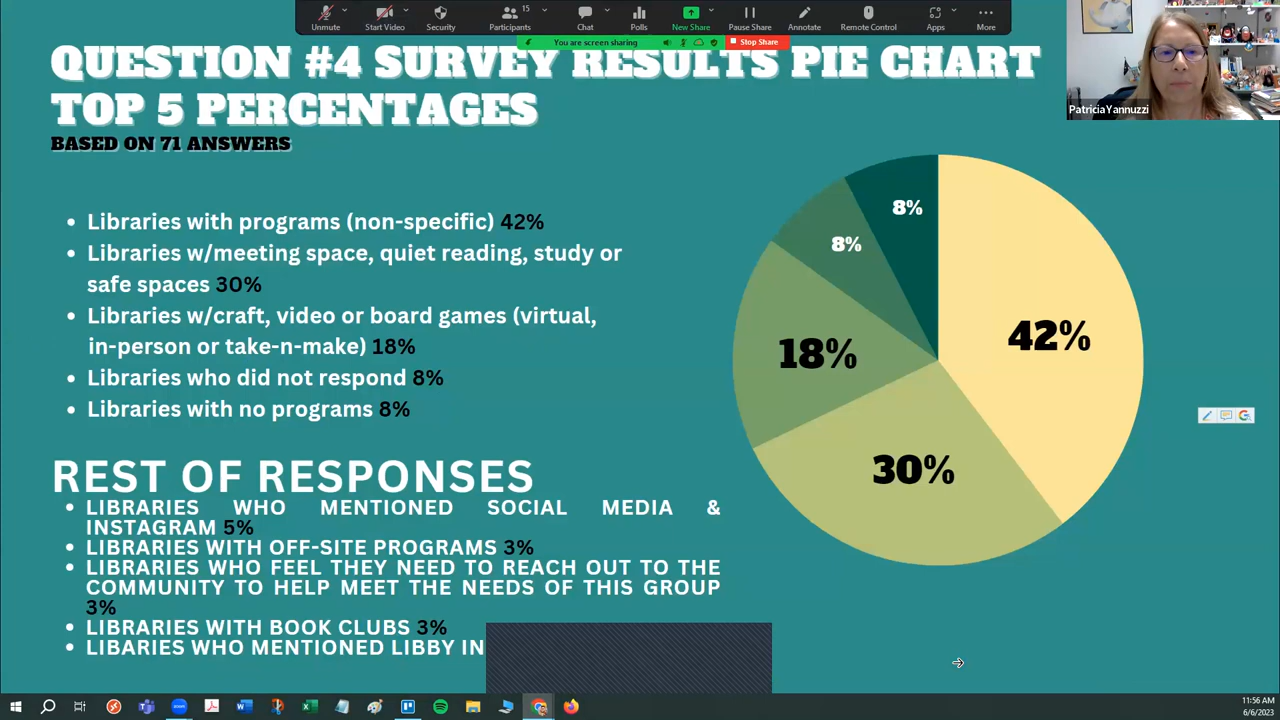 Unmute
Start Video
Security
15
Participants
Chat
Polls
New Share
Pause Share
Annotate
Remote Control
Apps
More
You are screen sharing
Stop Share
QUESTION #4 SURVEY RESULTS PIE CHART
TOP 5 PERCENTAGES
BASED ON 71 ANSWERS
Patricia Yannuzzi
• Libraries with programs (non-specific) 42%
• Libraries w/meeting space, quiet reading, study or
safe spaces 30%
• Libraries w/craft, video or board games (virtual,
in-person or take-n-make) 18%
• Libraries who did not respond 8%
• Libraries with no programs 8%
8%
8%
42%
18%
30%
REST OF RESPONSES
• LIBRARIES WHO MENTIONED SOCIAL MEDIA &
INSTAGRAM 5%
• LIBRARIES WITH OFF-SITE PROGRAMS 3%
• LIBRARIES WHO FEEL THEY NEED TO REACH OUT TO THE
COMMUNITY TO HELP MEET THE NEEDS OF THIS GROUP
3%
• LIBRARIES WITH BOOK CLUBS 3%
• LIBARIES WHO MENTIONED LIBBY IN
11:56 AM
6/6/2023